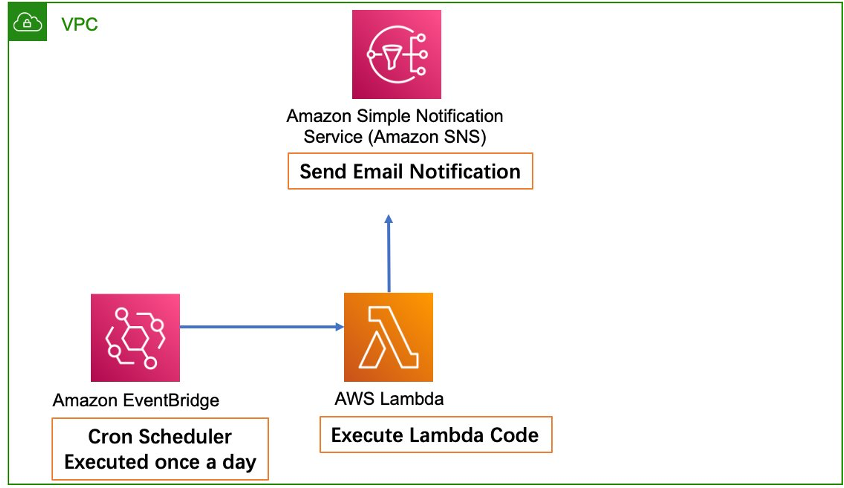 VPC
Amazon Simple Notification
Service (Amazon SNS)
Send Email Notification
Amazon EventBridge
Cron Scheduler
Executed once a day
AWS Lambda
Execute Lambda Code